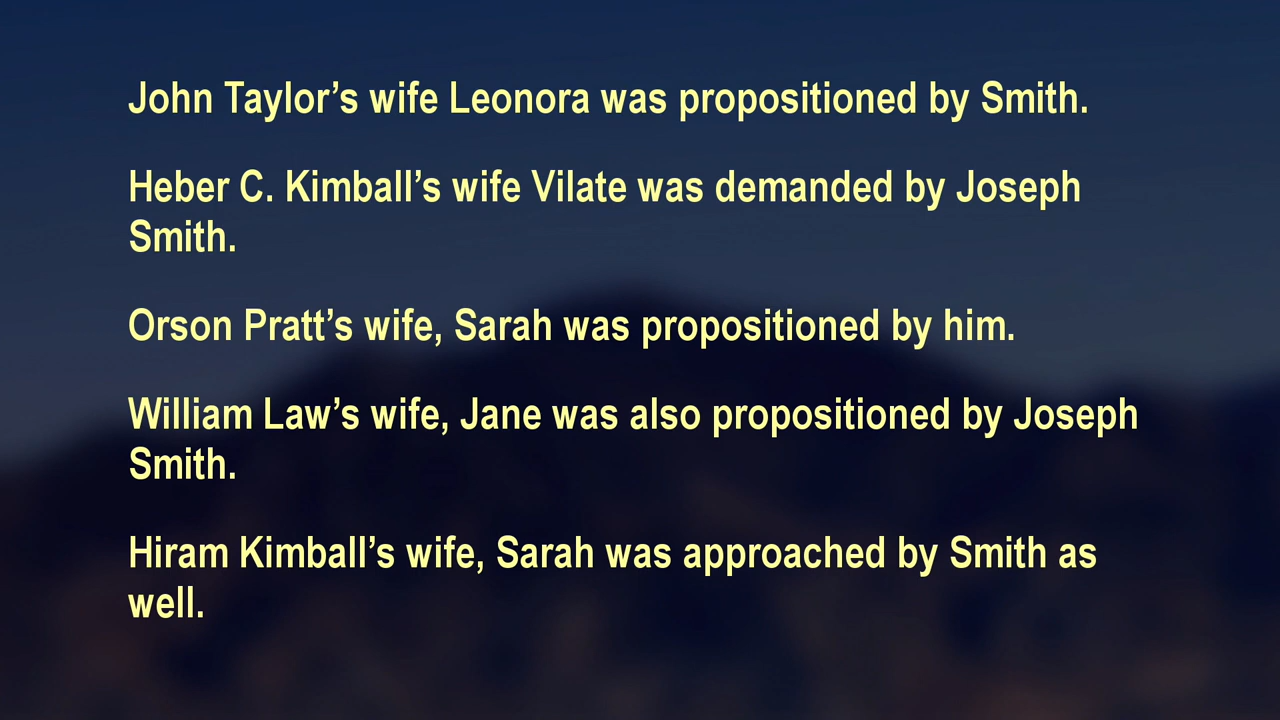 John Taylor’s wife Leonora was propositioned by Smith.
Heber C. Kimball’s wife Vilate was demanded by Joseph
Smith.
Orson Pratt’s wife, Sarah was propositioned by him.
William Law’s wife, Jane was also propositioned by Joseph
Smith.
Hiram Kimball’s wife, Sarah was approached by Smith as
well.